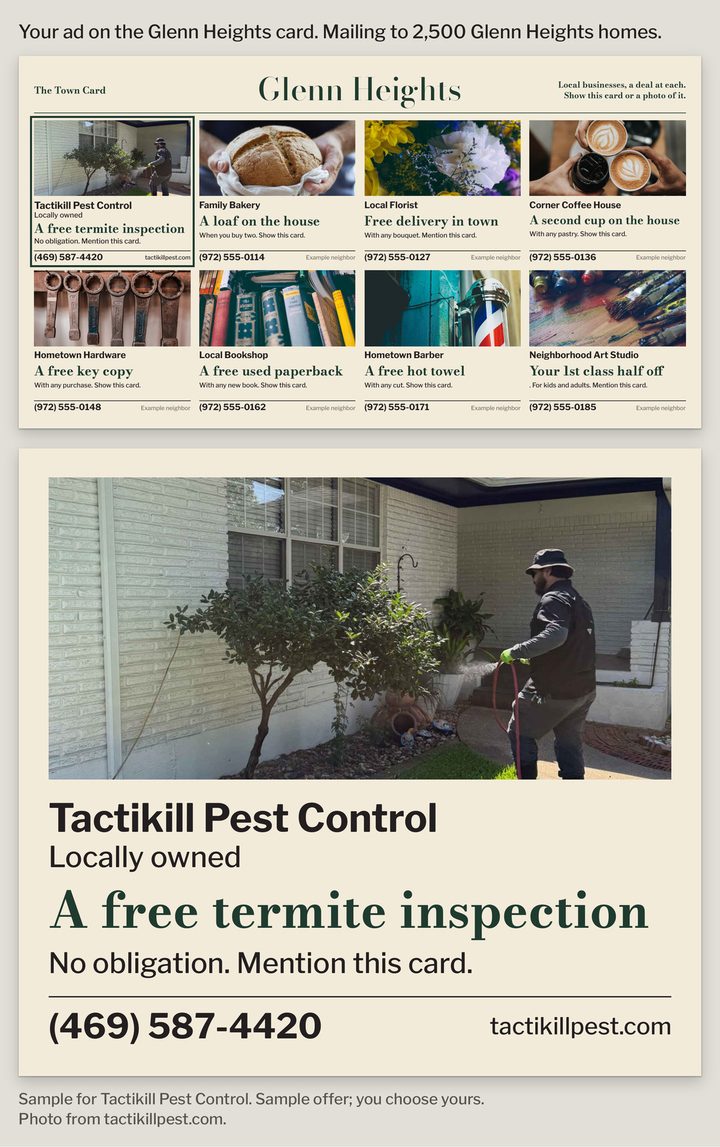 Your ad on the Glenn Heights card. Mailing to 2,500 Glenn Heights homes.
The Town Card
Glenn Heights
Local businesses, a deal at each.
Show this card or a photo of it.
Tactikill Pest Control
Locally owned
A free termite inspection
No obligation. Mention this card.
(469) 587-4420
tactikillpest.com
Family Bakery
A loaf on the house
When you buy two. Show this card.
(972) 555-0114
Example neighbor
Local Florist
Free delivery in town
With any bouquet. Mention this card.
(972) 555-0127
Example neighbor
Corner Coffee House
A second cup on the house
With any pastry. Show this card.
(972) 555-0136
Example neighbor
Hometown Hardware
A free key copy
With any purchase. Show this card.
(972) 555-0148
Example neighbor
Local Bookshop
A free used paperback
With any new book. Show this card.
(972) 555-0162
Example neighbor
Hometown Barber
A free hot towel
With any cut. Show this card.
(972) 555-0171
Example neighbor
Neighborhood Art Studio
Your 1st class half off
. For kids and adults. Mention this card.
(972) 555-0185
Example neighbor
Tactikill Pest Control
Locally owned
A free termite inspection
No obligation. Mention this card.
(469) 587-4420
tactikillpest.com
Sample for Tactikill Pest Control. Sample offer; you choose yours.
Photo from tactikillpest.com.